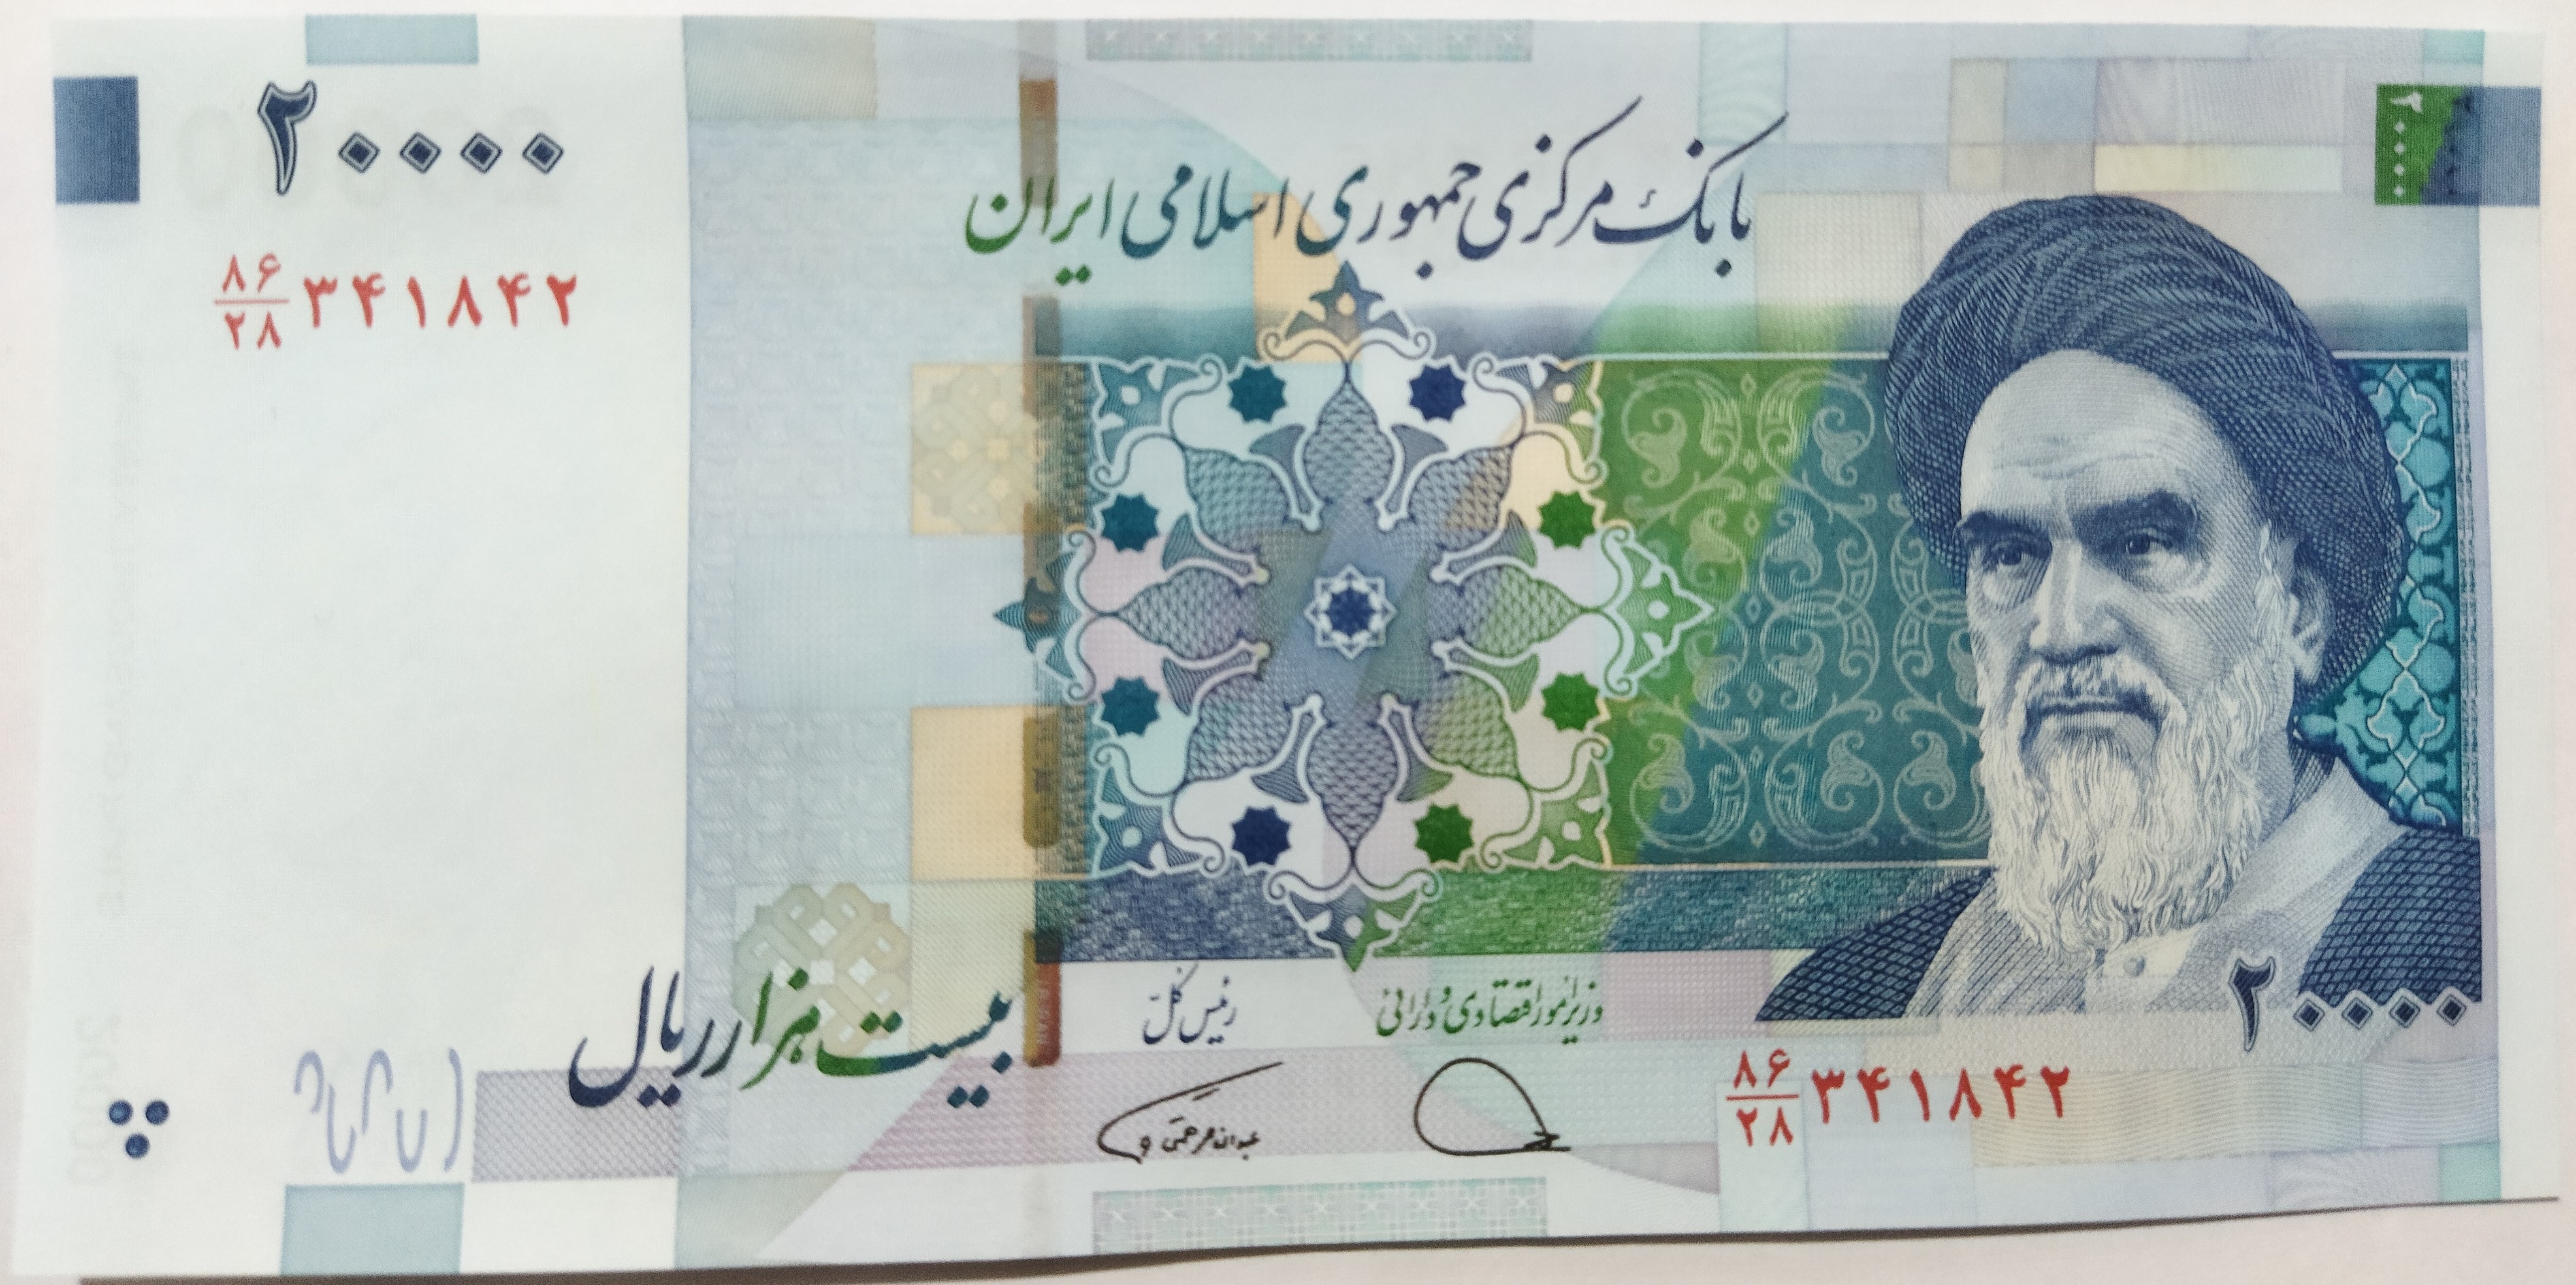 ۲۰۰۰۰
۲۰۰۰۰
بانک مرکزی جمهوری اسلامی ایران
۸۶/۲۸ ۳۴۱۸۴۲
بیست هزار ریال
وزیر امور اقتصادی و دارائی
رئیس کل
۲۰۰۰۰
۸۶/۲۸ ۳۴۱۸۴۲